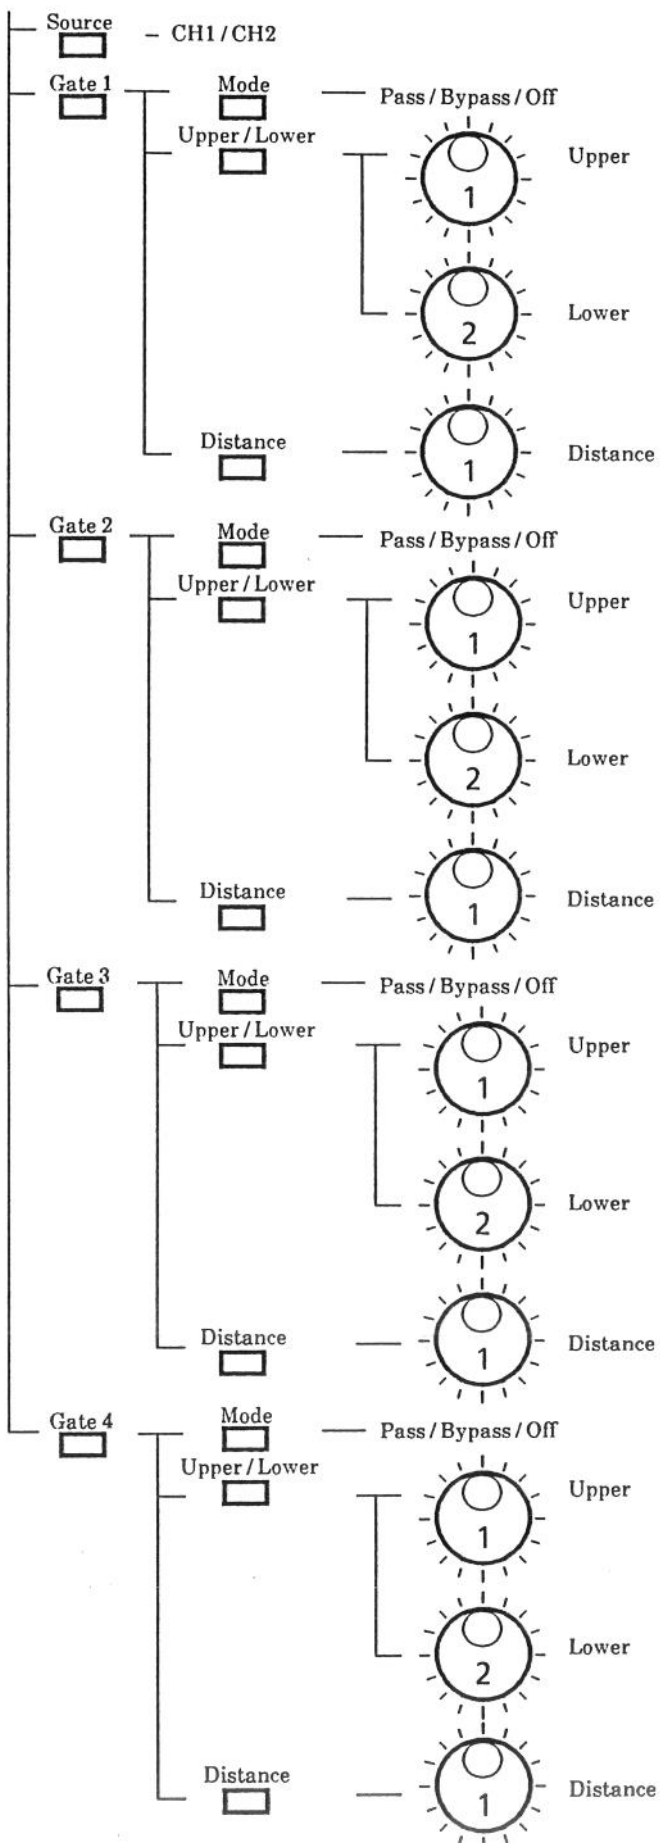 Source
– CH1 / CH2
Gate 1
Mode
Pass / Bypass / Off
Upper / Lower
1
Upper
2
Lower
Distance
1
Distance
Gate 2
Mode
Pass / Bypass / Off
Upper / Lower
1
Upper
2
Lower
Distance
1
Distance
Gate 3
Mode
Pass / Bypass / Off
Upper / Lower
1
Upper
2
Lower
Distance
1
Distance
Gate 4
Mode
Pass / Bypass / Off
Upper / Lower
1
Upper
2
Lower
Distance
1
Distance